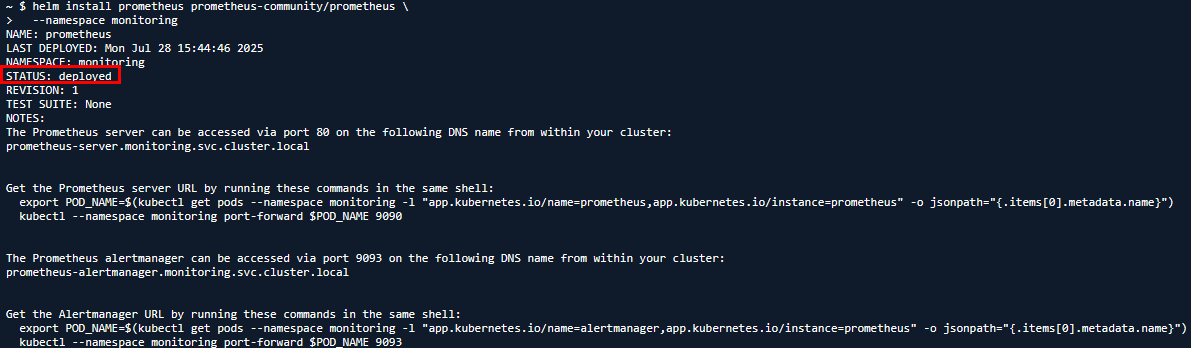 ~ $ helm install prometheus prometheus-community/prometheus \
>   --namespace monitoring
NAME: prometheus
LAST DEPLOYED: Mon Jul 28 15:44:46 2025
NAMESPACE: monitoring
STATUS: deployed
REVISION: 1
TEST SUITE: None
NOTES:
The Prometheus server can be accessed via port 80 on the following DNS name from within your cluster:
prometheus-server.monitoring.svc.cluster.local
Get the Prometheus server URL by running these commands in the same shell:
  export POD_NAME=$(kubectl get pods --namespace monitoring -l "app.kubernetes.io/name=prometheus,app.kubernetes.io/instance=prometheus" -o jsonpath="{.items[0].metadata.name}")
  kubectl --namespace monitoring port-forward $POD_NAME 9090
The Prometheus alertmanager can be accessed via port 9093 on the following DNS name from within your cluster:
prometheus-alertmanager.monitoring.svc.cluster.local
Get the Alertmanager URL by running these commands in the same shell:
  export POD_NAME=$(kubectl get pods --namespace monitoring -l "app.kubernetes.io/name=alertmanager,app.kubernetes.io/instance=prometheus" -o jsonpath="{.items[0].metadata.name}")
  kubectl --namespace monitoring port-forward $POD_NAME 9093